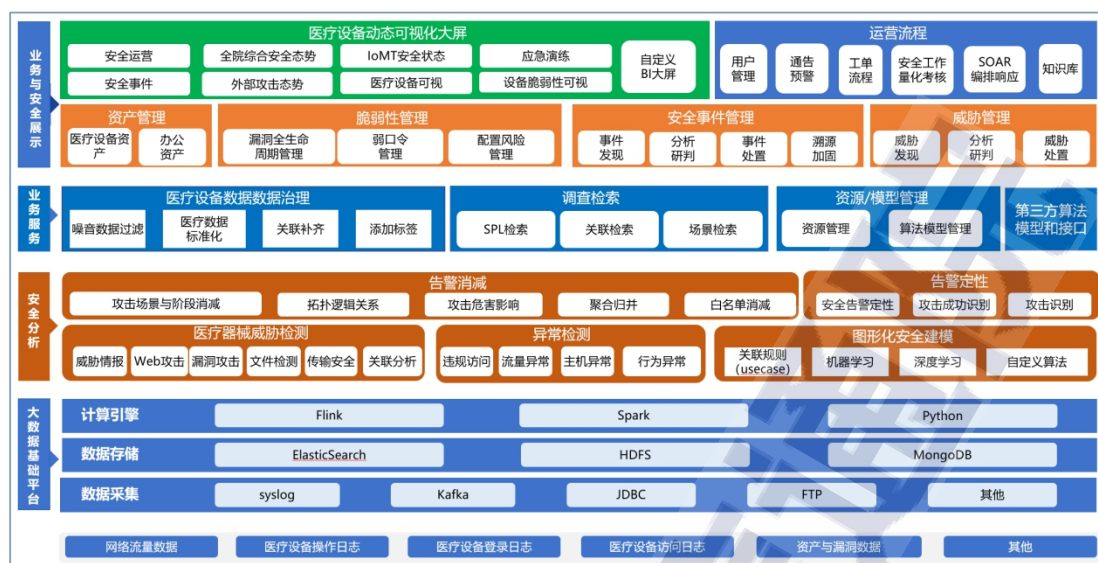 业务与安全展示
医疗设备动态可视化大屏
安全运营
全院综合安全态势
IoMT安全状态
应急演练
安全事件
外部攻击态势
医疗设备可视
设备脆弱性可视
自定义
BI大屏
运营流程
用户
管理
通告
预警
工单
流程
安全工作
量化考核
SOAR
编排响应
知识库
资产管理
医疗设备资
产
办公
资产
脆弱性管理
漏洞全生命
周期管理
弱口令
管理
配置风险
管理
安全事件管理
事件
发现
分析
研判
事件
处置
溯源
加固
威胁管理
威胁
发现
分析
研判
威胁
处置
业务服务
医疗设备数据数据治理
噪音数据过滤
医疗数据
标准化
关联补齐
添加标签
调查检索
SPL检索
关联检索
场景检索
资源/模型管理
资源管理
算法模型管理
第三方算法
模型和接口
安全分析
告警消减
攻击场景与阶段消减
拓扑逻辑关系
攻击危害影响
聚合归并
白名单消减
告警定性
安全告警定性
攻击成功识别
攻击识别
医疗器械威胁检测
威胁情报
Web攻击
漏洞攻击
文件检测
传输安全
关联分析
异常检测
违规访问
流量异常
主机异常
行为异常
图形化安全建模
关联规则
(usecase)
机器学习
深度学习
自定义算法
大数据基础平台
计算引擎
Flink
Spark
Python
数据存储
ElasticSearch
HDFS
MongoDB
数据采集
syslog
Kafka
JDBC
FTP
其他
网络流量数据
医疗设备操作日志
医疗设备登录日志
医疗设备访问日志
资产与漏洞数据
其他